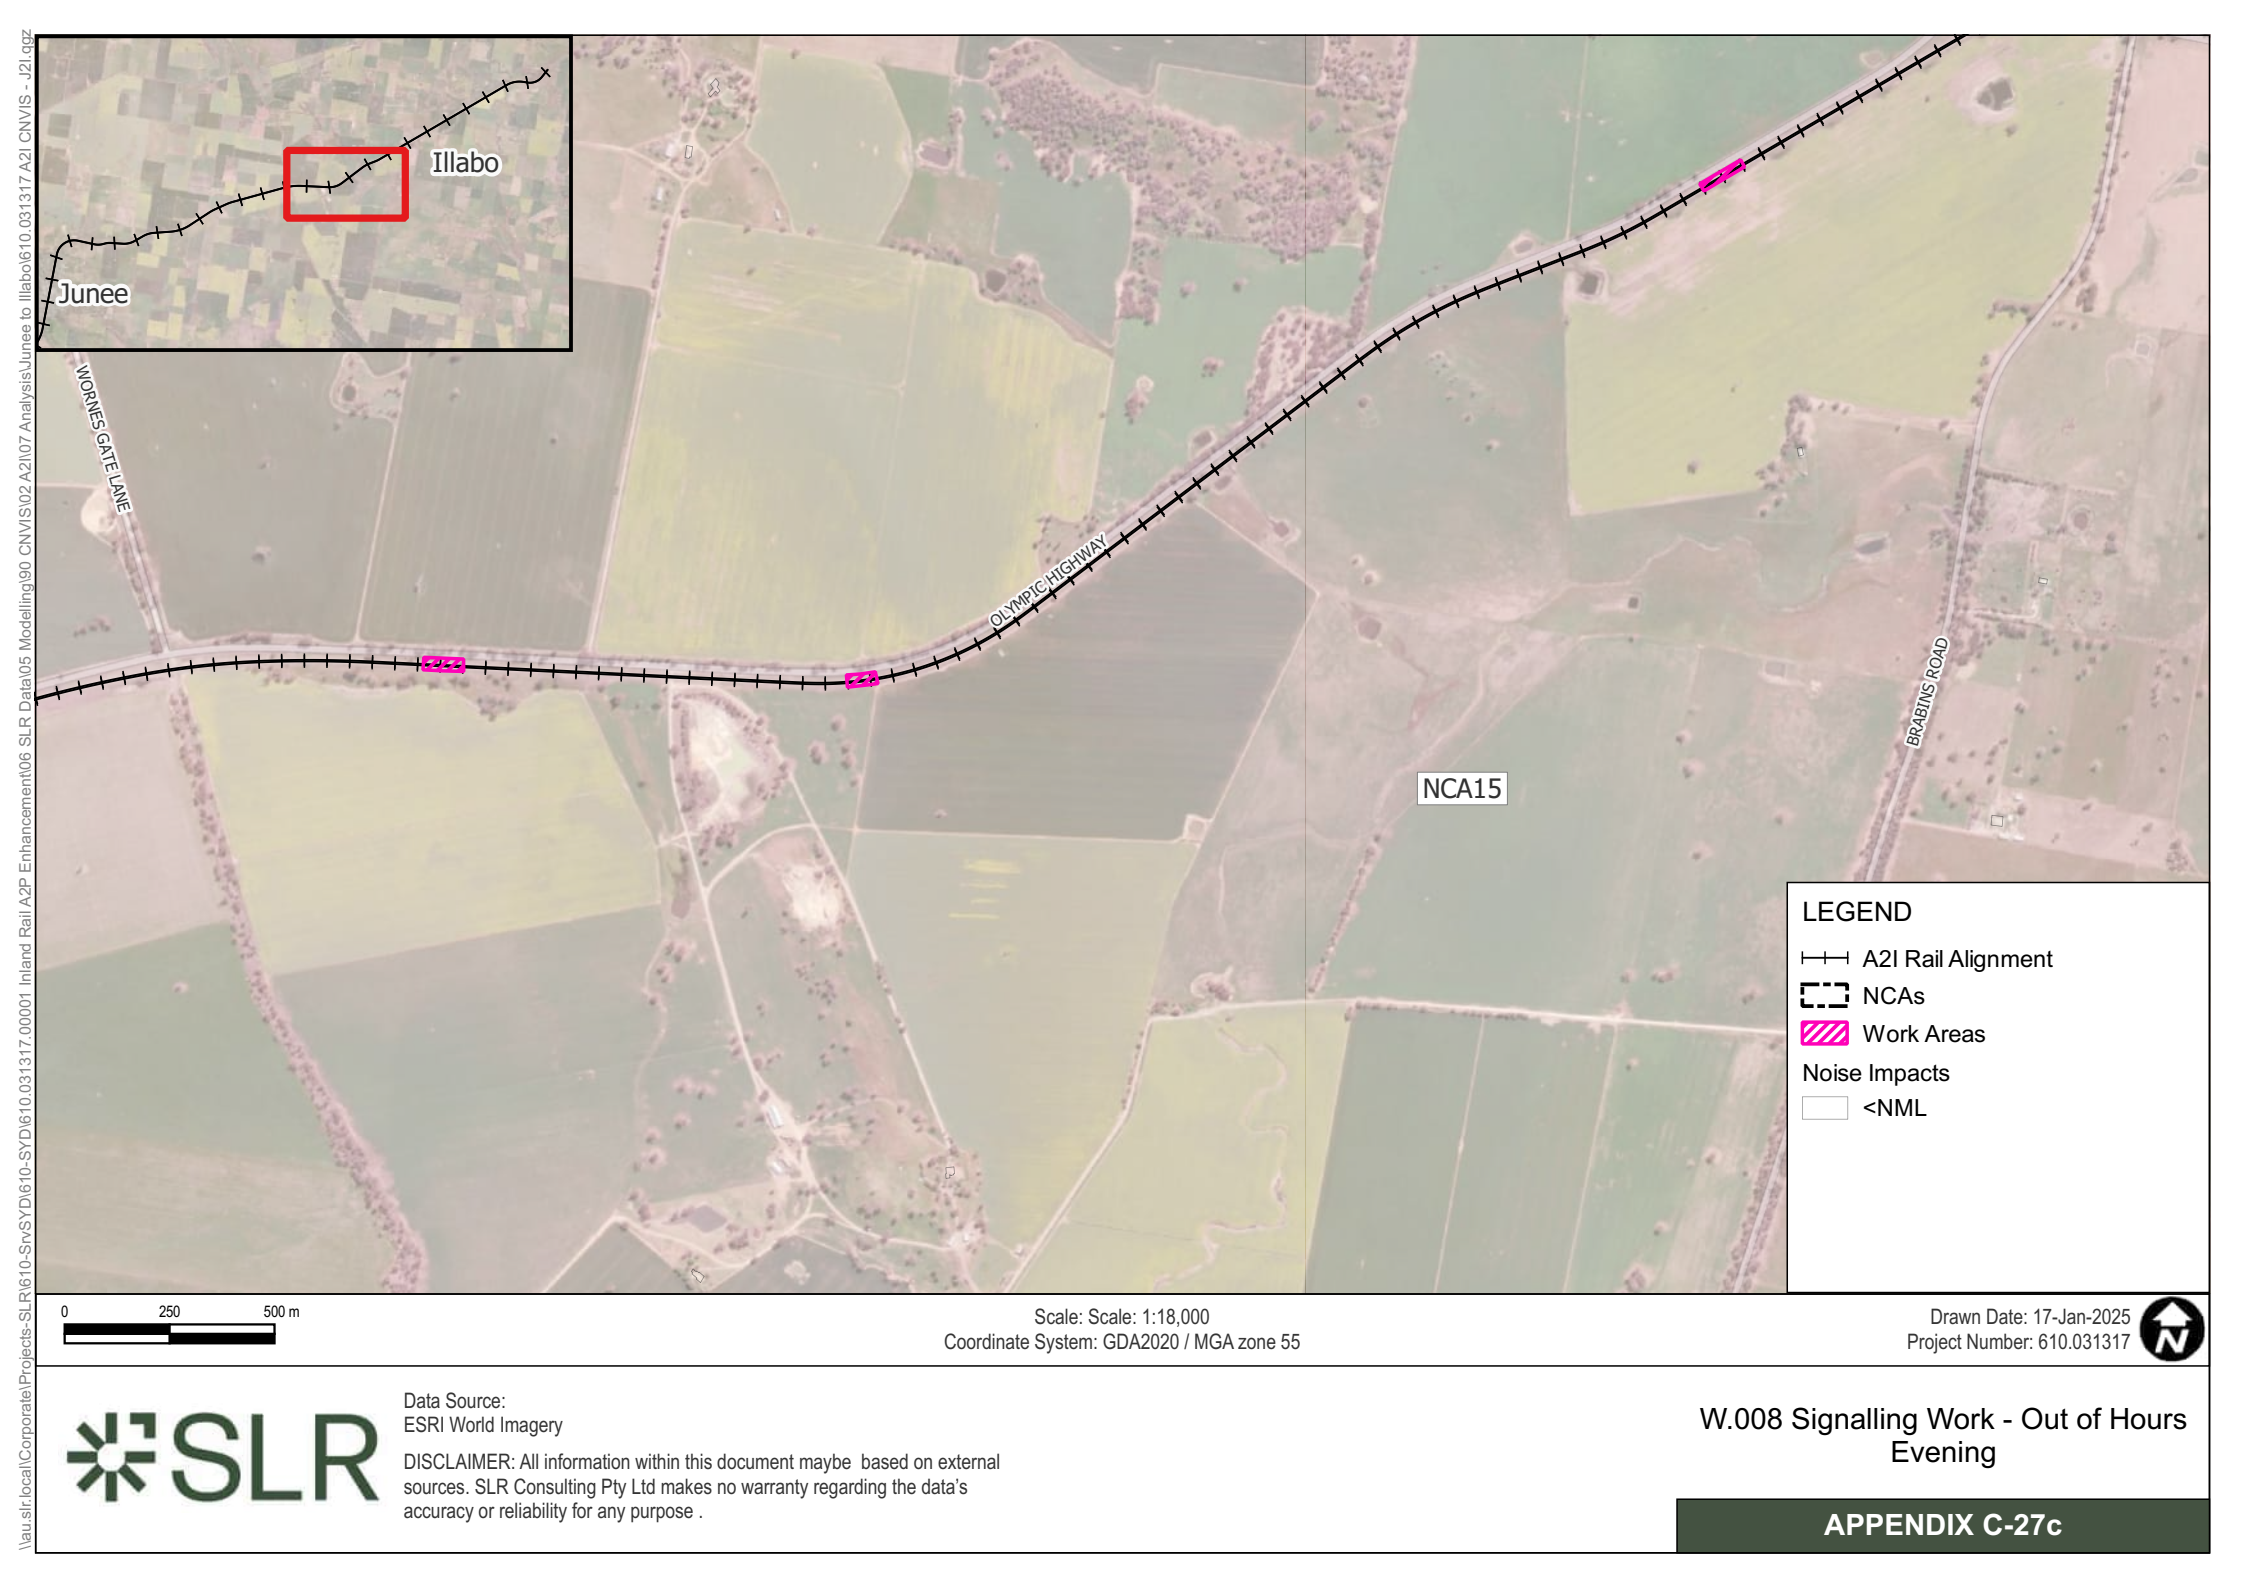 \\au.slr.local\Corporate\Projects-SLR\610-SrvSYD\610-SYD\610.031317.00001 Inland Rail A2P Enhancement\06 SLR Data\05 Modelling\90 CNVIS\02 A2I\07 Analysis\Junee to Illabo\610.031317 A2I CNVIS - J2I.qgz
Illabo
Junee
WORNES GATE LANE
OLYMPIC HIGHWAY
BRABINS ROAD
NCA15
LEGEND
A2I Rail Alignment
NCAs
Work Areas
Noise Impacts
<NML
0 250 500 m
Scale: Scale: 1:18,000
Coordinate System: GDA2020 / MGA zone 55
Drawn Date: 17-Jan-2025
Project Number: 610.031317
N
SLR
Data Source:
ESRI World Imagery
DISCLAIMER: All information within this document maybe based on external
sources. SLR Consulting Pty Ltd makes no warranty regarding the data's
accuracy or reliability for any purpose .
W.008 Signalling Work - Out of Hours
Evening
APPENDIX C-27c